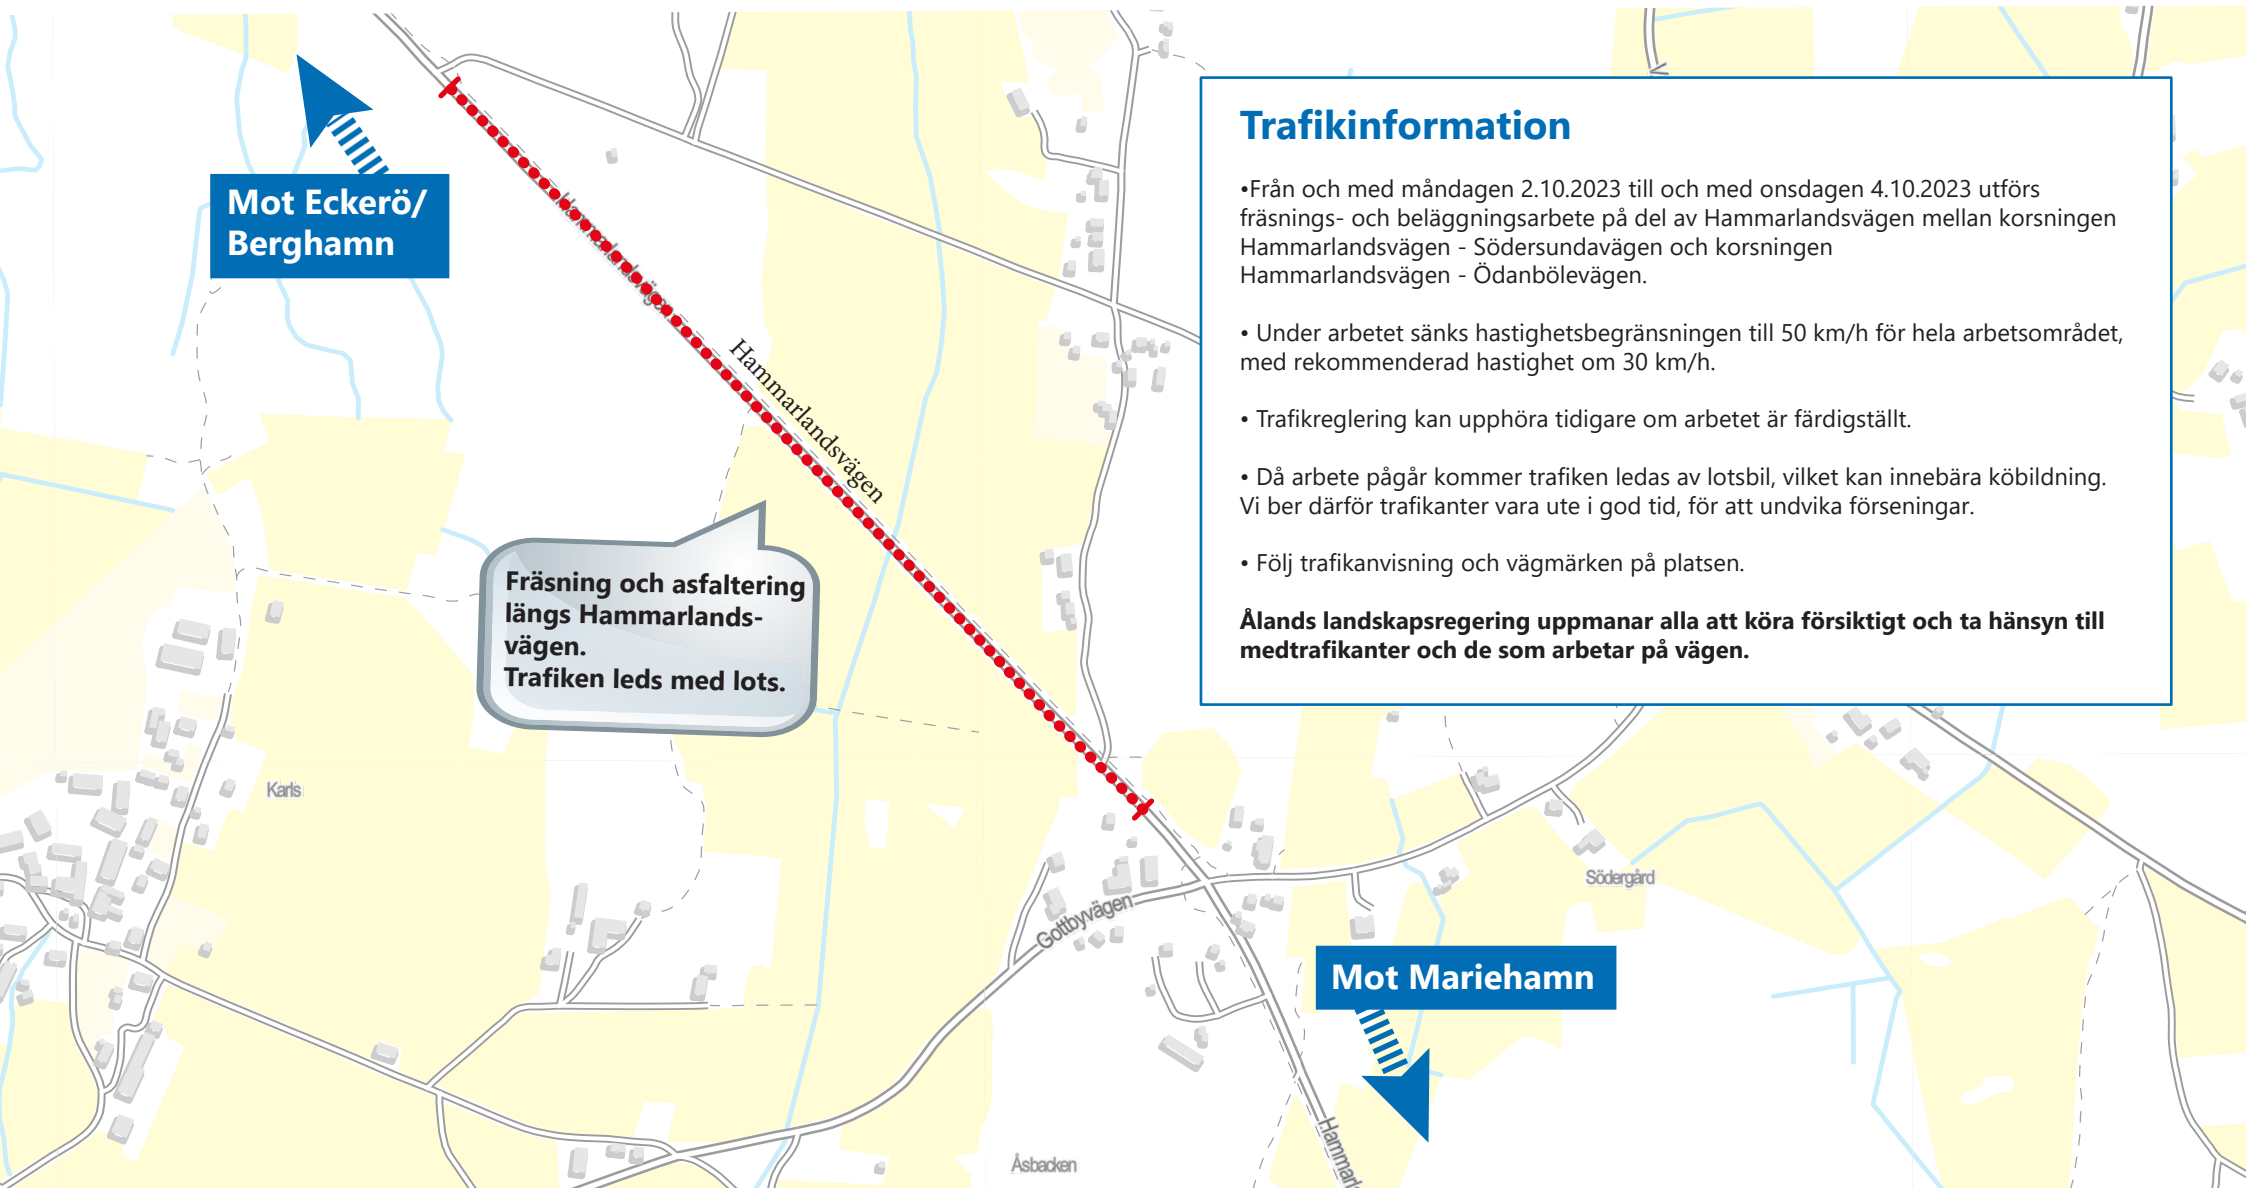 Trafikinformation
•Från och med måndagen 2.10.2023 till och med onsdagen 4.10.2023 utförs
fräsnings- och beläggningsarbete på del av Hammarlandsvägen mellan korsningen
Hammarlandsvägen - Södersundavägen och korsningen
Hammarlandsvägen - Ödanbölevägen.
• Under arbetet sänks hastighetsbegränsningen till 50 km/h för hela arbetsområdet,
med rekommenderad hastighet om 30 km/h.
• Trafikreglering kan upphöra tidigare om arbetet är färdigställt.
• Då arbete pågår kommer trafiken ledas av lotsbil, vilket kan innebära köbildning.
Vi ber därför trafikanter vara ute i god tid, för att undvika förseningar.
• Följ trafikanvisning och vägmärken på platsen.
Ålands landskapsregering uppmanar alla att köra försiktigt och ta hänsyn till
medtrafikanter och de som arbetar på vägen.
Mot Eckerö/
Berghamn
Hammarlandsvägen
Hammarlandsvägen
Fräsning och asfaltering
längs Hammarlands-
vägen.
Trafiken leds med lots.
Karls
Södergård
Gottbyvägen
Mot Mariehamn
Hammarl
Åsbacken